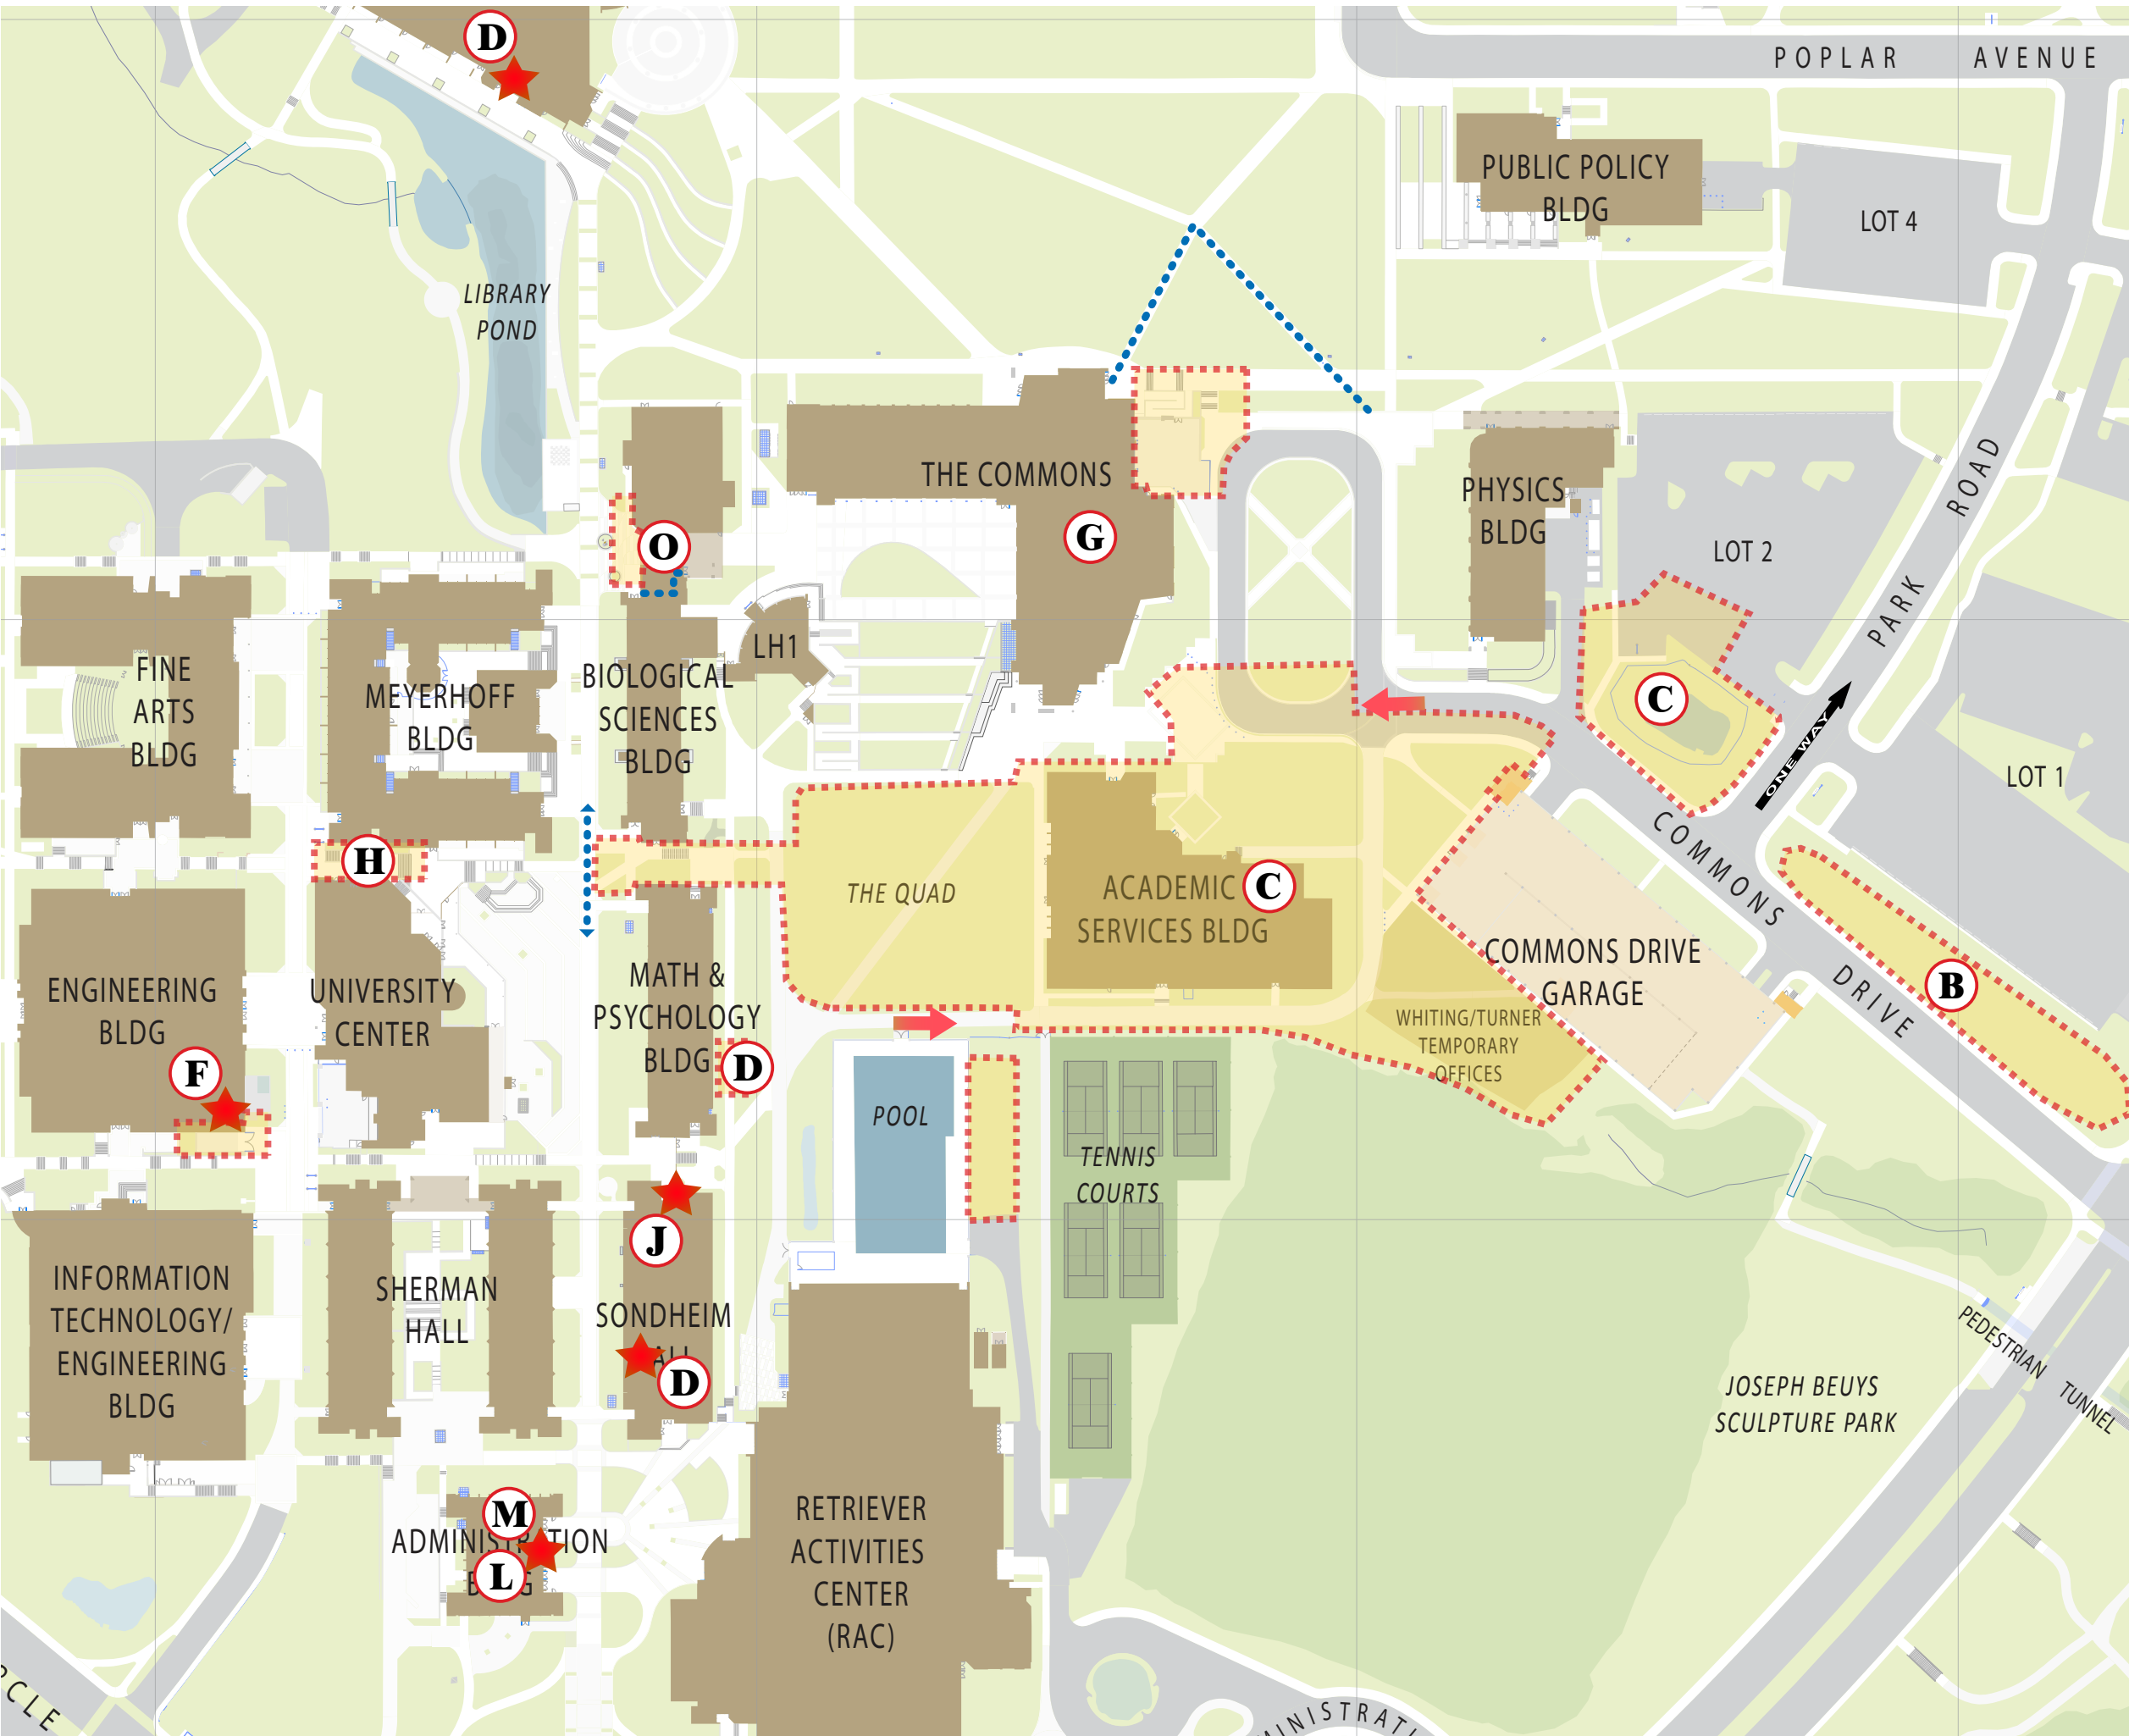 D
POPLAR AVENUE
PUBLIC POLICY
BLDG
LOT 4
LIBRARY
POND
THE COMMONS
G
PHYSICS
BLDG
LOT 2
PARK ROAD
O
LH1
FINE
ARTS
BLDG
MEYERHOFF
BLDG
BIOLOGICAL
SCIENCES
BLDG
C
ONE WAY
LOT 1
H
THE QUAD
ACADEMIC
SERVICES BLDG
C
COMMONS DRIVE
COMMONS DRIVE
GARAGE
B
ENGINEERING
BLDG
UNIVERSITY
CENTER
MATH &
PSYCHOLOGY
BLDG
D
WHITING/TURNER
TEMPORARY
OFFICES
F
POOL
TENNIS
COURTS
J
INFORMATION
TECHNOLOGY/
ENGINEERING
BLDG
SHERMAN
HALL
SONDHEIM
D
PEDESTRIAN TUNNEL
JOSEPH BEUYS
SCULPTURE PARK
M
ADMINISTRATION
L
RETRIEVER
ACTIVITIES
CENTER
(RAC)
RCLE
MINISTRATI